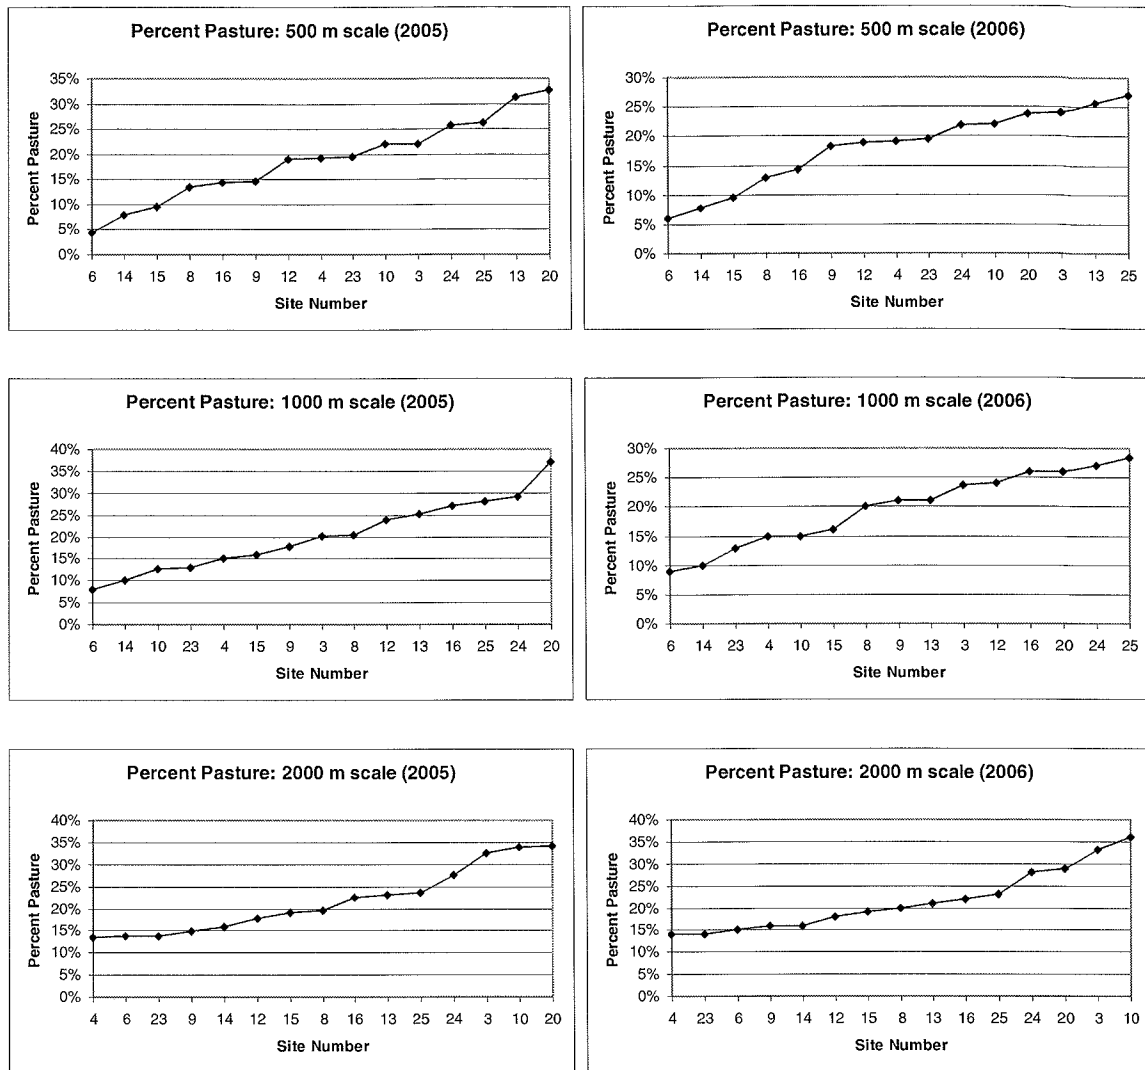 Percent Pasture: 500 m scale (2005)
Percent Pasture
35%
30%
25%
20%
15%
10%
5%
0%
6 14 15 8 16 9 12 4 23 10 3 24 25 13 20
Site Number
Percent Pasture: 500 m scale (2006)
Percent Pasture
30%
25%
20%
15%
10%
5%
0%
6 14 15 8 16 9 12 4 23 24 10 20 3 13 25
Site Number
Percent Pasture: 1000 m scale (2005)
Percent Pasture
40%
35%
30%
25%
20%
15%
10%
5%
0%
6 14 10 23 4 15 9 3 8 12 13 16 25 24 20
Site Number
Percent Pasture: 1000 m scale (2006)
Percent Pasture
30%
25%
20%
15%
10%
5%
0%
6 14 23 4 10 15 8 9 13 3 12 16 20 24 25
Site Number
Percent Pasture: 2000 m scale (2005)
Percent Pasture
40%
35%
30%
25%
20%
15%
10%
5%
0%
4 6 23 9 14 12 15 8 16 13 25 24 3 10 20
Site Number
Percent Pasture: 2000 m scale (2006)
Percent Pasture
40%
35%
30%
25%
20%
15%
10%
5%
0%
4 23 6 9 14 12 15 8 13 16 25 24 20 3 10
Site Number